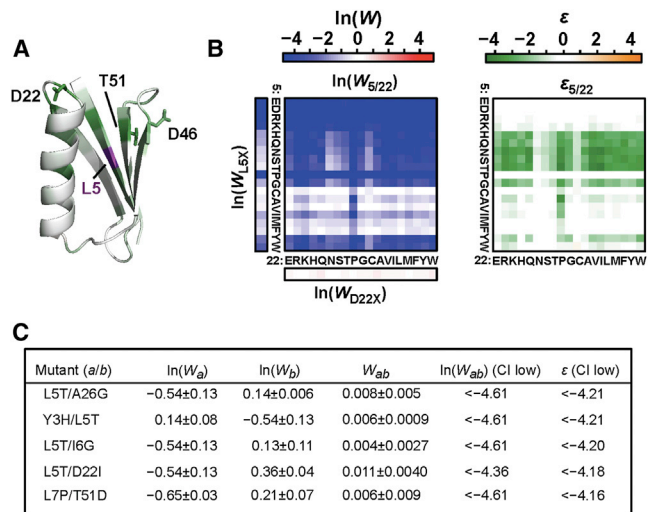 A
D22
T51
D46
L5
B
ln(W)
−4 −2 0 2 4
ln(W5/22)
ln(WL5X)
5: EDRKHQNSTPGCAVIMFYW
22: ERKHQNSTPGCAVILMFYW
ln(WD22X)
ε
−4 −2 0 2 4
ε5/22
5: EDRKHQNSTPGCAVIMFYW
22: ERKHQNSTPGCAVILMFYW
C
Mutant (a/b) ln(Wa) ln(Wb) Wab ln(Wab) (CI low) ε (CI low)
L5T/A26G −0.54±0.13 0.14±0.006 0.008±0.005 <−4.61 <−4.21
Y3H/L5T 0.14±0.08 −0.54±0.13 0.006±0.0009 <−4.61 <−4.21
L5T/I6G −0.54±0.13 0.13±0.11 0.004±0.0027 <−4.61 <−4.20
L5T/D22I −0.54±0.13 0.36±0.04 0.011±0.0040 <−4.36 <−4.18
L7P/T51D −0.65±0.03 0.21±0.07 0.006±0.009 <−4.61 <−4.16